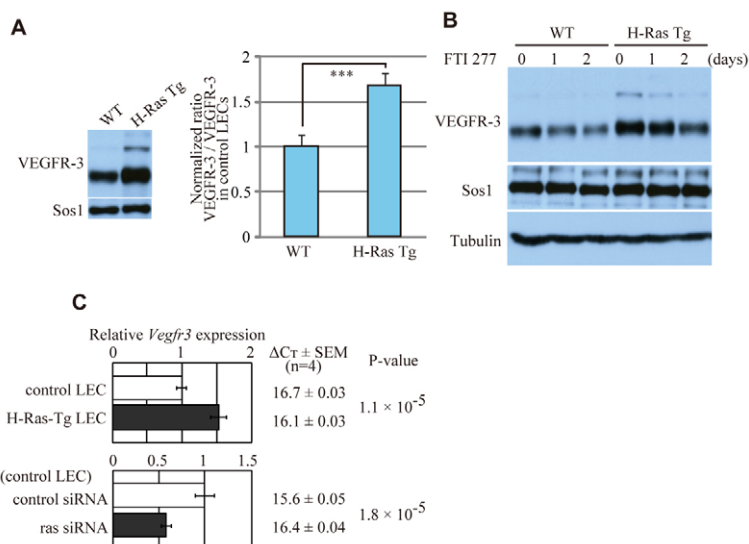 A
WT
H-Ras Tg
VEGFR-3
Sos1
Normalized ratio
VEGFR-3 / VEGFR-3
in control LECs
2
1.5
1
0.5
0
***
WT
H-Ras Tg
B
WT
H-Ras Tg
FTI 277
0 1 2 0 1 2 (days)
VEGFR-3
Sos1
Tubulin
C
Relative Vegfr3 expression
0 1 2
ΔCT ± SEM
(n=4)
P-value
control LEC
16.7 ± 0.03
H-Ras-Tg LEC
16.1 ± 0.03
1.1 × 10⁻⁵
0 0.5 1 1.5
(control LEC)
control siRNA
15.6 ± 0.05
ras siRNA
16.4 ± 0.04
1.8 × 10⁻⁵